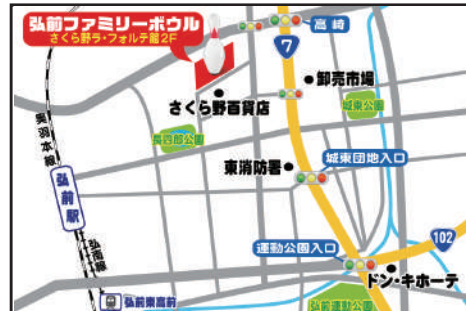 弘前ファミリーボウル
さくら野ラ・フォルテ館2F
高崎
7
卸売市場
さくら野百貨店
城東公園
長四郎公園
奥羽本線
東消防署
城東団地入口
弘前駅
102
運動公園入口
弘南線
ドン・キホーテ
弘前東高前
弘前運動公園